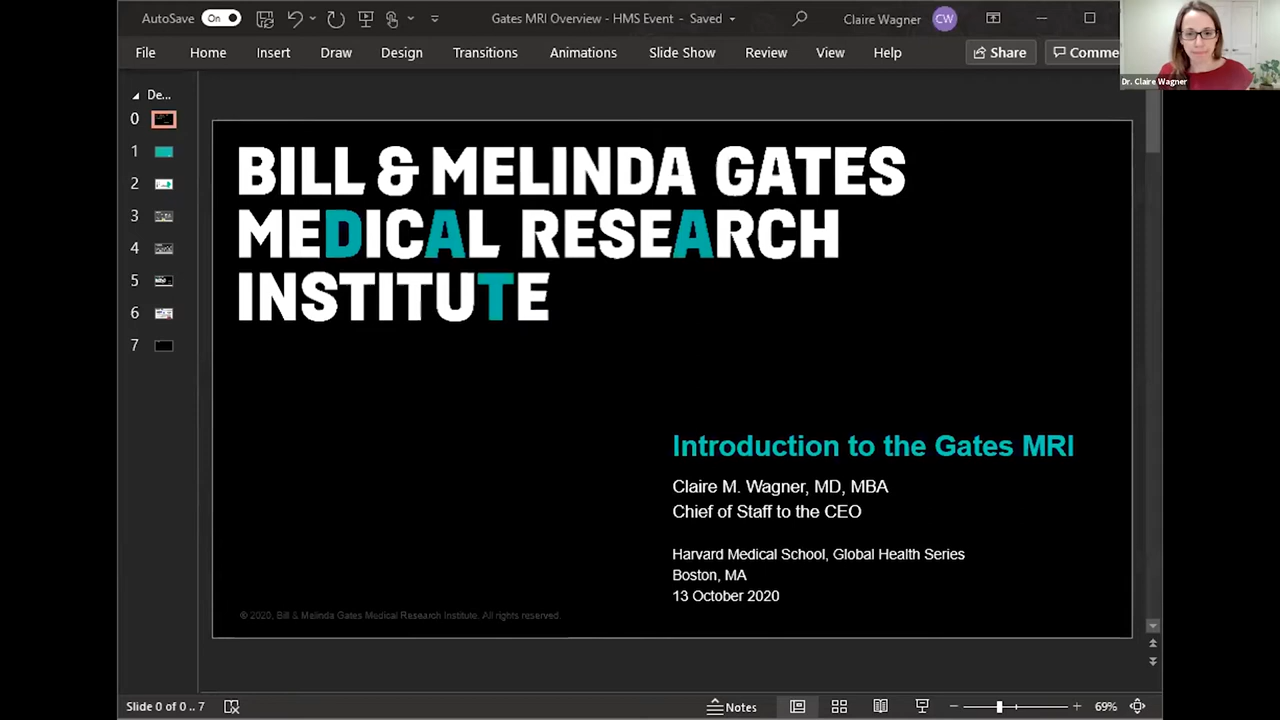 AutoSave On Gates MRI Overview - HMS Event - Saved Claire Wagner CW
File Home Insert Draw Design Transitions Animations Slide Show Review View Help Share Comme
Dr. Claire Wagner
De...
0
1
2
3
4
5
6
7
BILL & MELINDA GATES
MEDICAL RESEARCH
INSTITUTE
Introduction to the Gates MRI
Claire M. Wagner, MD, MBA
Chief of Staff to the CEO
Harvard Medical School, Global Health Series
Boston, MA
13 October 2020
© 2020, Bill & Melinda Gates Medical Research Institute. All rights reserved.
Slide 0 of 0 .. 7 Notes 69%